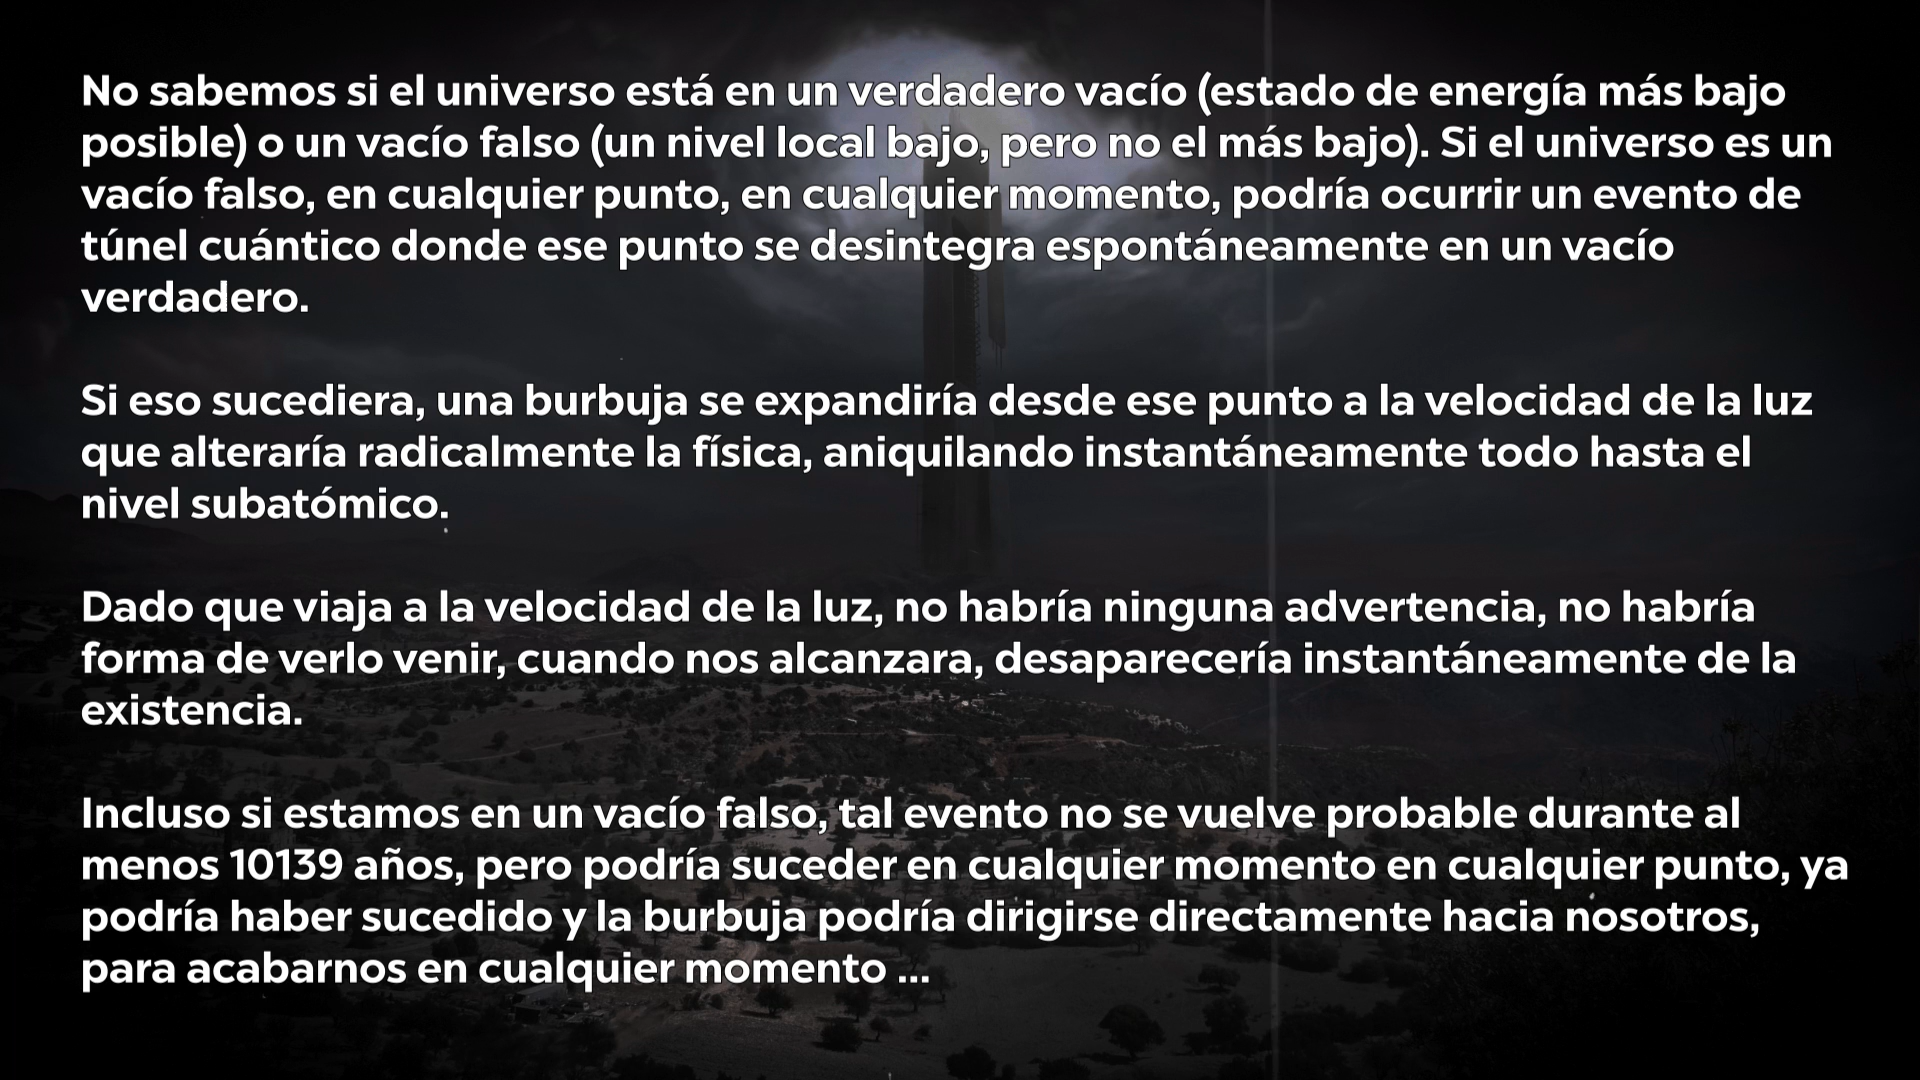 No sabemos si el universo está en un verdadero vacío (estado de energía más bajo
posible) o un vacío falso (un nivel local bajo, pero no el más bajo). Si el universo es un
vacío falso, en cualquier punto, en cualquier momento, podría ocurrir un evento de
túnel cuántico donde ese punto se desintegra espontáneamente en un vacío
verdadero.
Si eso sucediera, una burbuja se expandiría desde ese punto a la velocidad de la luz
que alteraría radicalmente la física, aniquilando instantáneamente todo hasta el
nivel subatómico.
Dado que viaja a la velocidad de la luz, no habría ninguna advertencia, no habría
forma de verlo venir, cuando nos alcanzara, desaparecería instantáneamente de la
existencia.
Incluso si estamos en un vacío falso, tal evento no se vuelve probable durante al
menos 10139 años, pero podría suceder en cualquier momento en cualquier punto, ya
podría haber sucedido y la burbuja podría dirigirse directamente hacia nosotros,
para acabarnos en cualquier momento ...